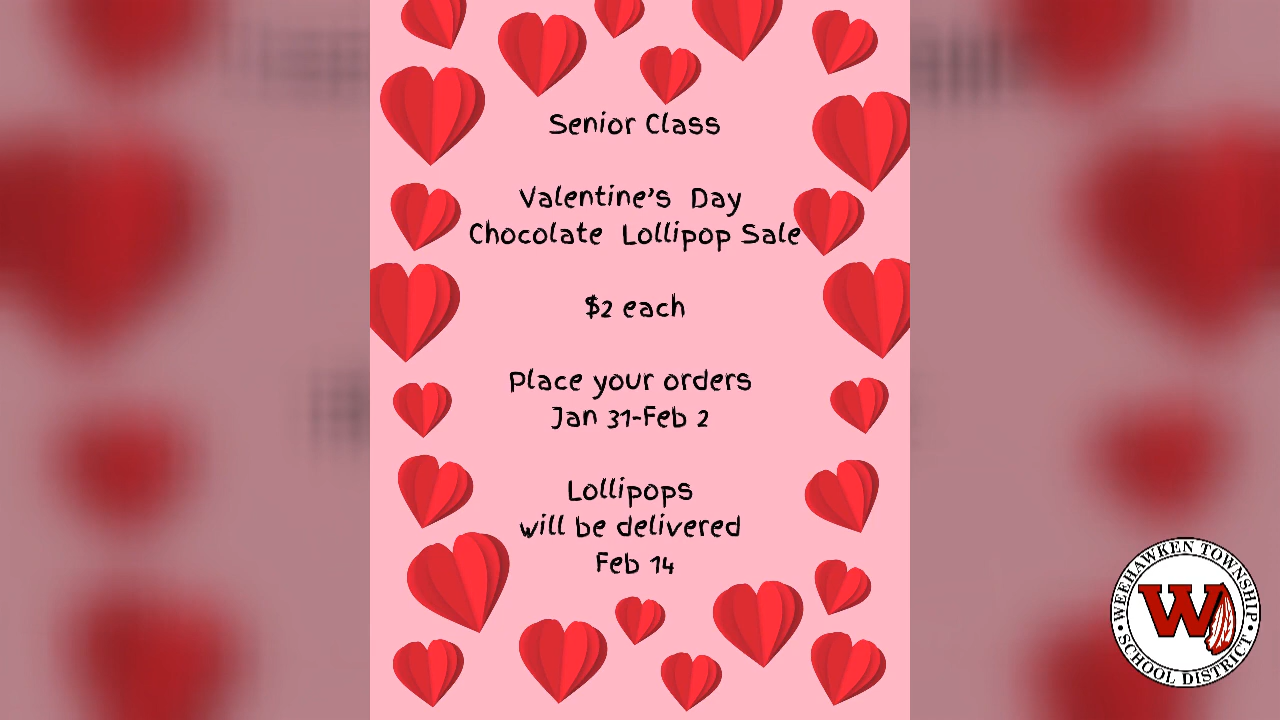 Senior Class
Valentine's Day
Chocolate Lollipop Sale
$2 each
Place your orders
Jan 31-Feb 2
Lollipops
will be delivered
Feb 14
WEEHAWKEN TOWNSHIP
W
SCHOOL DISTRICT